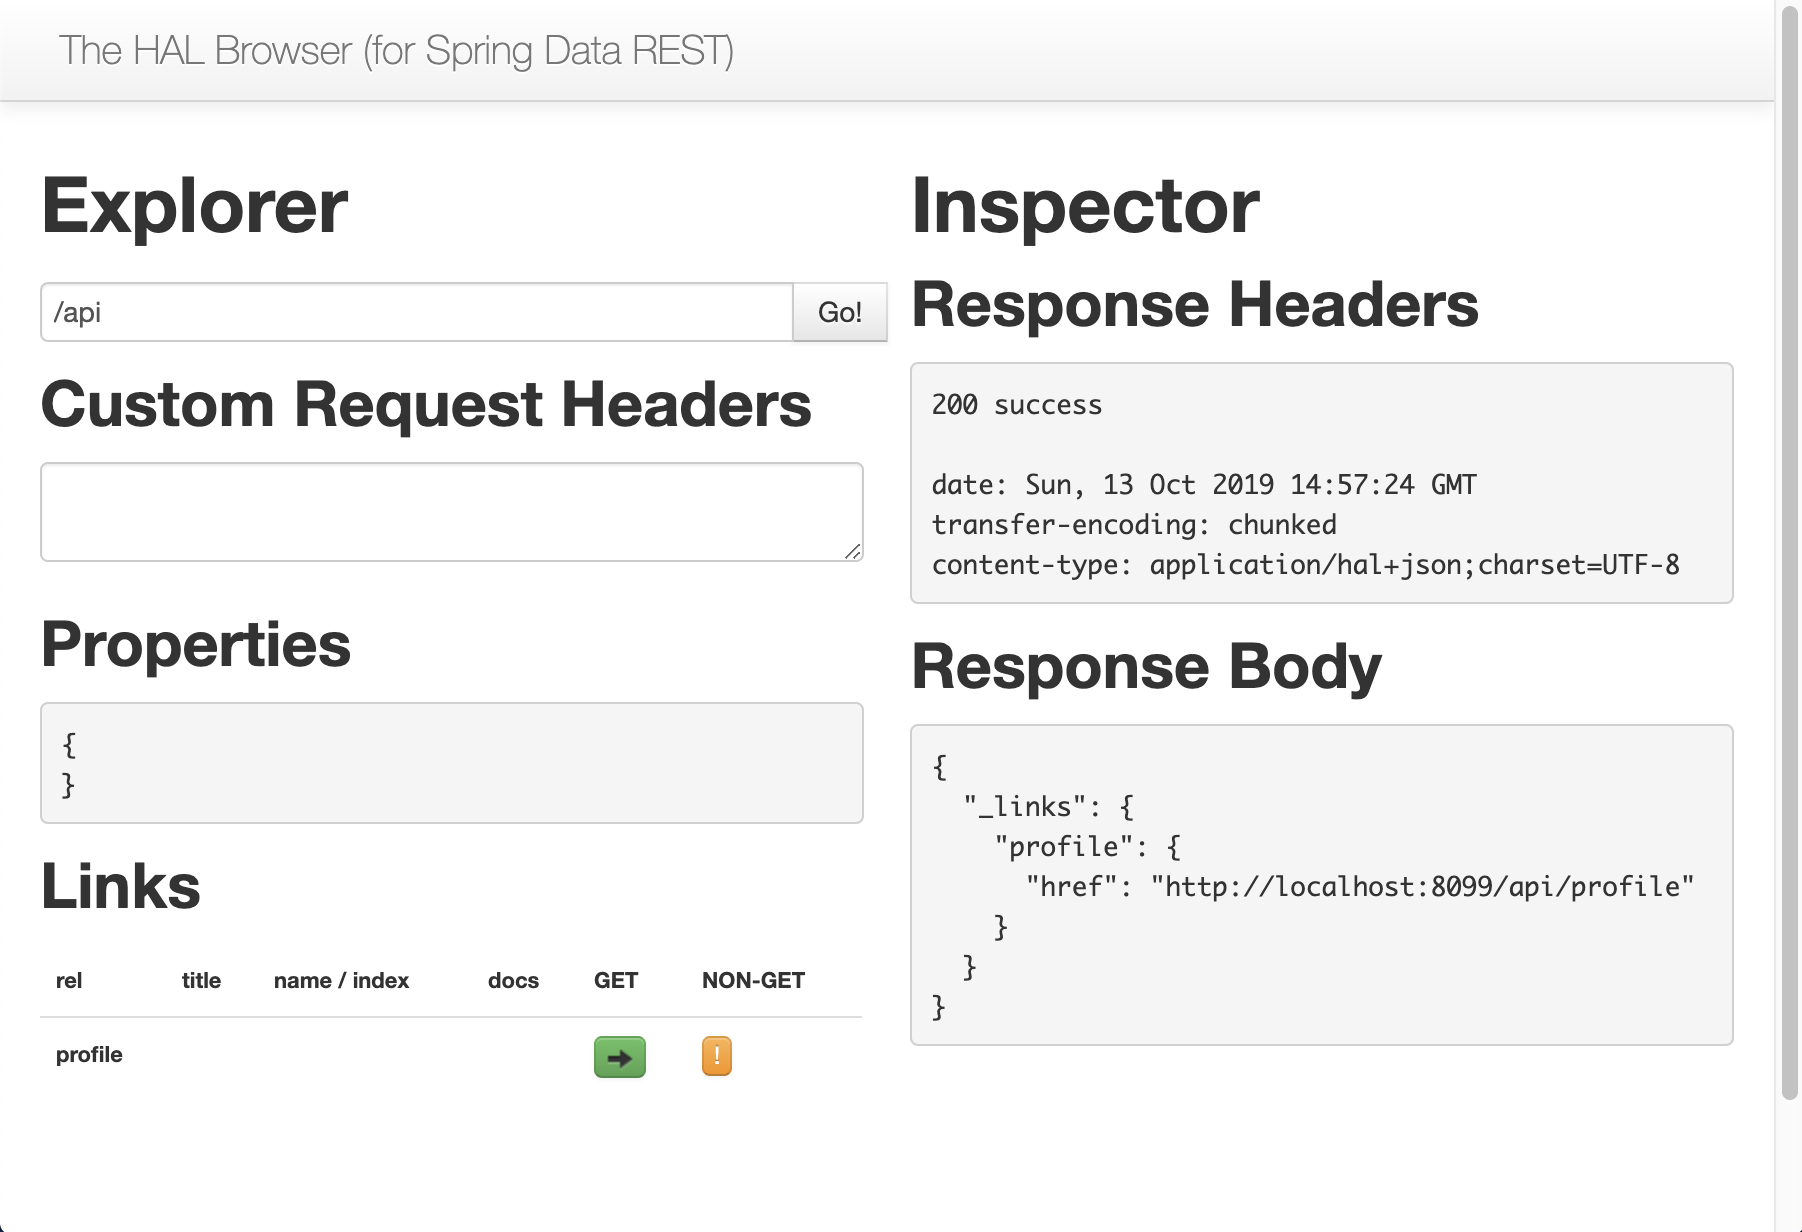 The HAL Browser (for Spring Data REST)
Explorer
/api
Go!
Custom Request Headers
Properties
{
}
Links
rel title name / index docs GET NON-GET
profile !
Inspector
Response Headers
200 success
date: Sun, 13 Oct 2019 14:57:24 GMT
transfer-encoding: chunked
content-type: application/hal+json;charset=UTF-8
Response Body
{
  "_links": {
    "profile": {
      "href": "http://localhost:8099/api/profile"
    }
  }
}